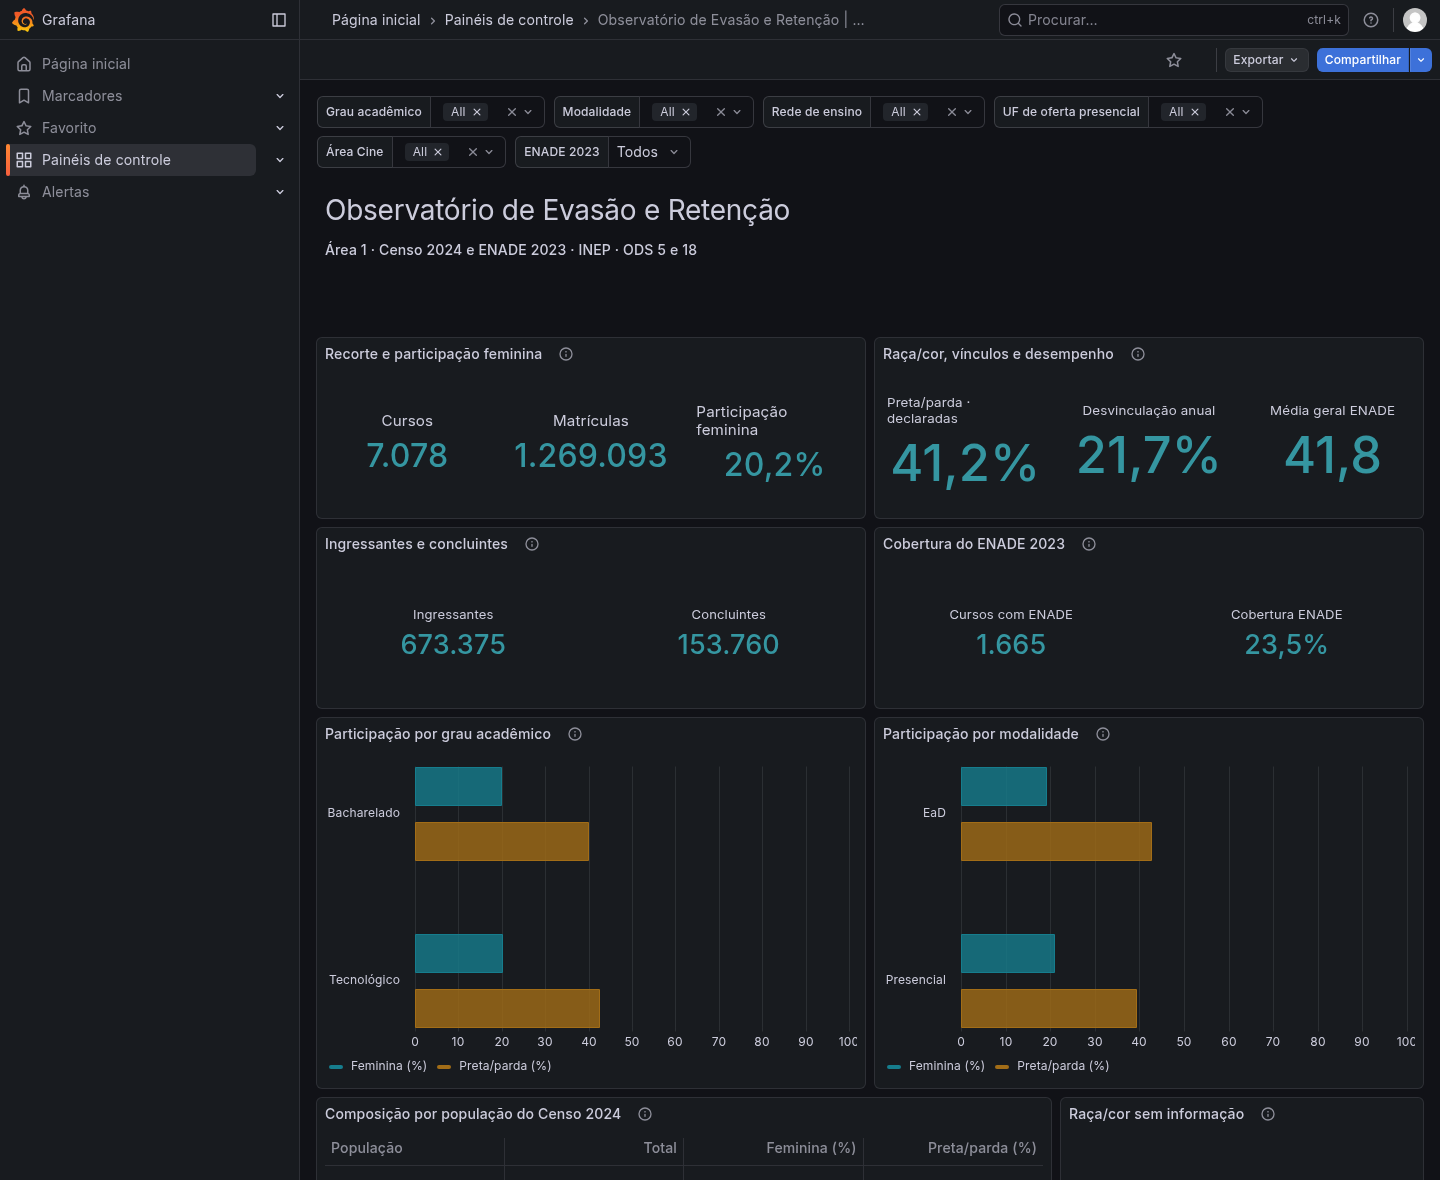 Grafana
Página inicial › Painéis de controle › Observatório de Evasão e Retenção | ...
Procurar...
ctrl+k
Página inicial
Marcadores
Favorito
Painéis de controle
Alertas
Exportar
Compartilhar
Grau acadêmico All
Modalidade All
Rede de ensino All
UF de oferta presencial All
Área Cine All
ENADE 2023 Todos
Observatório de Evasão e Retenção
Área 1 · Censo 2024 e ENADE 2023 · INEP · ODS 5 e 18
Recorte e participação feminina
Cursos
7.078
Matrículas
1.269.093
Participação
feminina
20,2%
Raça/cor, vínculos e desempenho
Preta/parda ·
declaradas
41,2%
Desvinculação anual
21,7%
Média geral ENADE
41,8
Ingressantes e concluintes
Ingressantes
673.375
Concluintes
153.760
Cobertura do ENADE 2023
Cursos com ENADE
1.665
Cobertura ENADE
23,5%
Participação por grau acadêmico
Bacharelado
Tecnológico
0 10 20 30 40 50 60 70 80 90 100
Feminina (%) Preta/parda (%)
Participação por modalidade
EaD
Presencial
0 10 20 30 40 50 60 70 80 90 100
Feminina (%) Preta/parda (%)
Composição por população do Censo 2024
População Total Feminina (%) Preta/parda (%)
Raça/cor sem informação